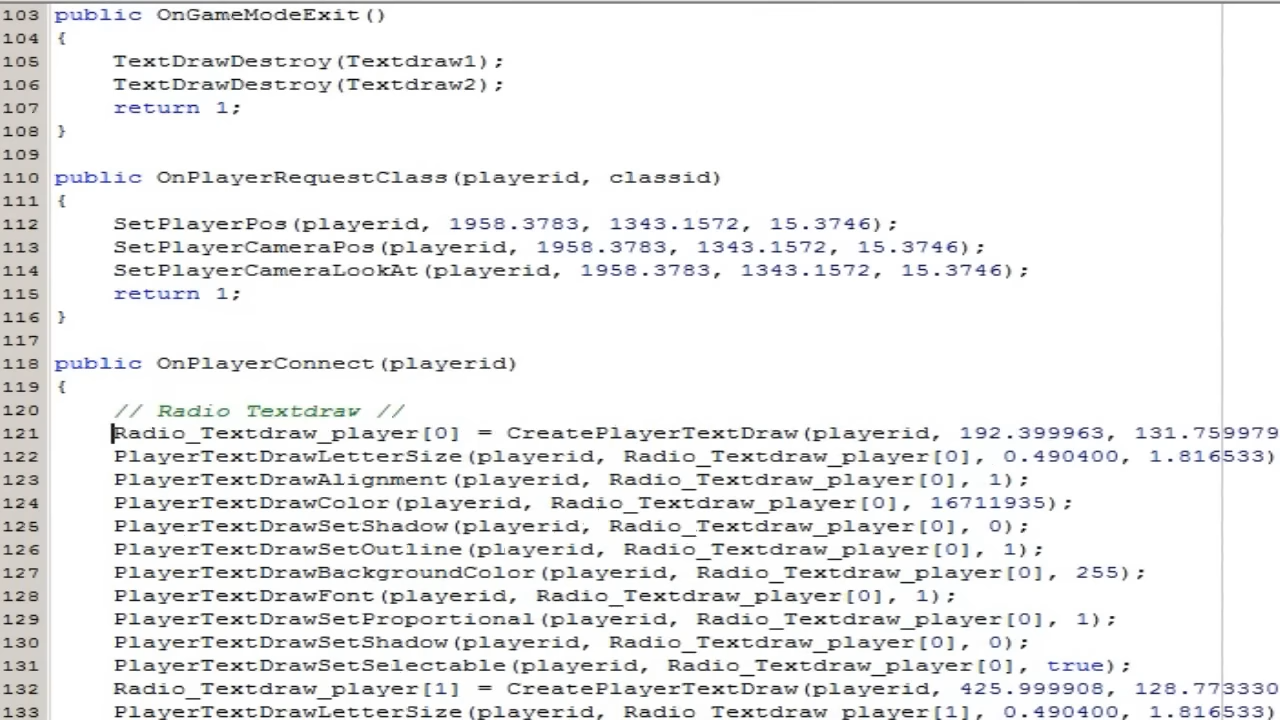 103 public OnGameModeExit()
104 {
105 TextDrawDestroy(Textdraw1);
106 TextDrawDestroy(Textdraw2);
107 return 1;
108 }
109
110 public OnPlayerRequestClass(playerid, classid)
111 {
112 SetPlayerPos(playerid, 1958.3783, 1343.1572, 15.3746);
113 SetPlayerCameraPos(playerid, 1958.3783, 1343.1572, 15.3746);
114 SetPlayerCameraLookAt(playerid, 1958.3783, 1343.1572, 15.3746);
115 return 1;
116 }
117
118 public OnPlayerConnect(playerid)
119 {
120 // Radio Textdraw //
121 Radio_Textdraw_player[0] = CreatePlayerTextDraw(playerid, 192.399963, 131.759979
122 PlayerTextDrawLetterSize(playerid, Radio_Textdraw_player[0], 0.490400, 1.816533)
123 PlayerTextDrawAlignment(playerid, Radio_Textdraw_player[0], 1);
124 PlayerTextDrawColor(playerid, Radio_Textdraw_player[0], 16711935);
125 PlayerTextDrawSetShadow(playerid, Radio_Textdraw_player[0], 0);
126 PlayerTextDrawSetOutline(playerid, Radio_Textdraw_player[0], 1);
127 PlayerTextDrawBackgroundColor(playerid, Radio_Textdraw_player[0], 255);
128 PlayerTextDrawFont(playerid, Radio_Textdraw_player[0], 1);
129 PlayerTextDrawSetProportional(playerid, Radio_Textdraw_player[0], 1);
130 PlayerTextDrawSetShadow(playerid, Radio_Textdraw_player[0], 0);
131 PlayerTextDrawSetSelectable(playerid, Radio_Textdraw_player[0], true);
132 Radio_Textdraw_player[1] = CreatePlayerTextDraw(playerid, 425.999908, 128.773330
133 PlayerTextDrawLetterSize(playerid, Radio_Textdraw_player[1], 0.490400, 1.816533)